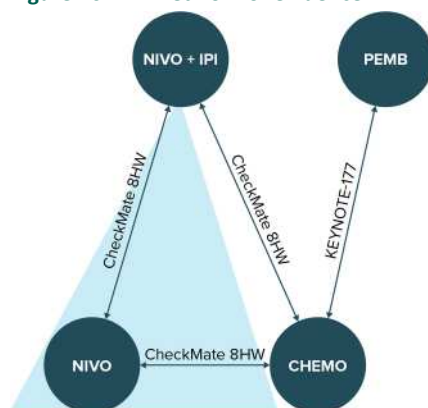 NIVO + IPI
PEMB
CheckMate 8HW
CheckMate 8HW
KEYNOTE-177
CheckMate 8HW
NIVO
CHEMO